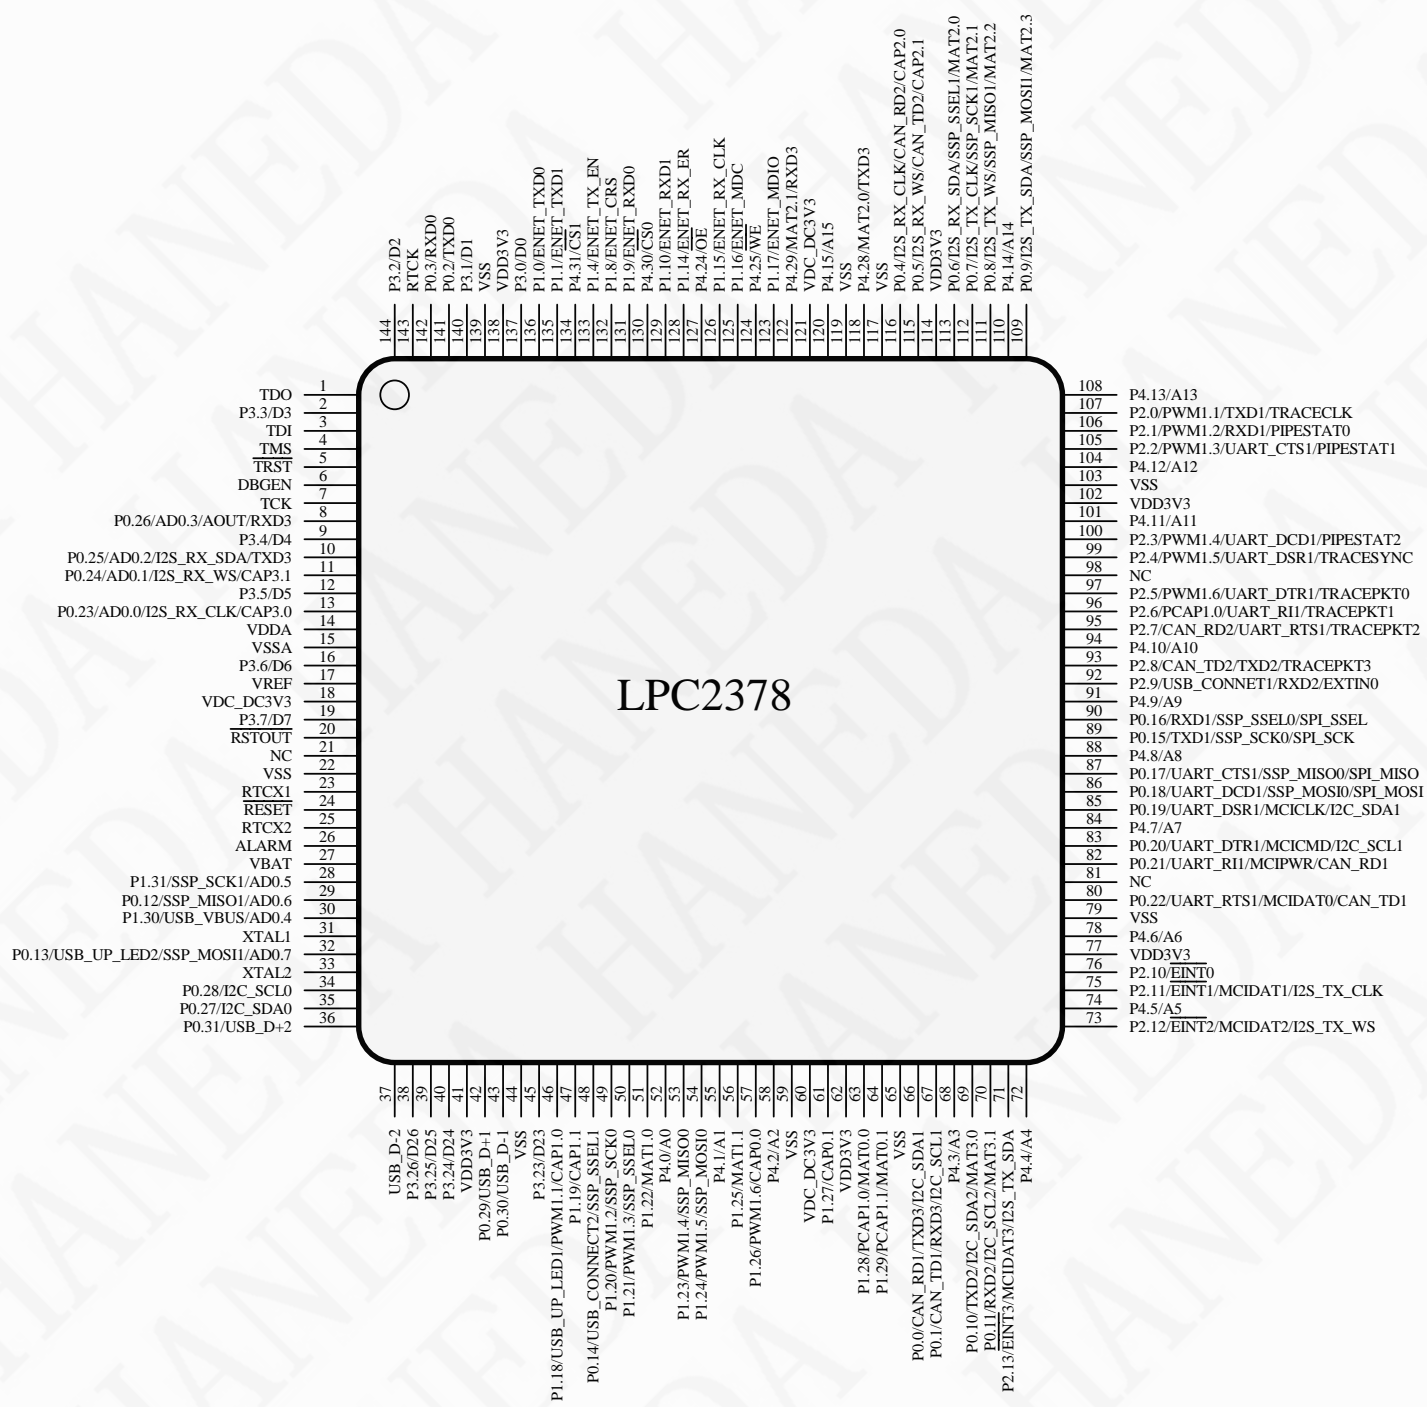 P3.2/D2
RTCK
P0.3/RXD0
P0.2/TXD0
P3.1/D1
VSS
VDD3V3
P3.0/D0
P1.0/ENET_TXD0
P1.1/ENET_TXD1
P4.31/CS1
P1.4/ENET_TX_EN
P1.8/ENET_CRS
P1.9/ENET_RXD0
P4.30/CS0
P1.10/ENET_RXD1
P1.14/ENET_RX_ER
P4.24/OE
P1.15/ENET_RX_CLK
P1.16/ENET_MDC
P4.25/WE
P1.17/ENET_MDIO
P4.29/MAT2.1/RXD3
VDC_DC3V3
P4.15/A15
VSS
P4.28/MAT2.0/TXD3
VSS
P0.4/I2S_RX_CLK/CAN_RD2/CAP2.0
P0.5/I2S_RX_WS/CAN_TD2/CAP2.1
VDD3V3
P0.6/I2S_RX_SDA/SSP_SSEL1/MAT2.0
P0.7/I2S_TX_CLK/SSP_SCK1/MAT2.1
P0.8/I2S_TX_WS/SSP_MISO1/MAT2.2
P4.14/A14
P0.9/I2S_TX_SDA/SSP_MOSI1/MAT2.3
144
143
142
141
140
139
138
137
136
135
134
133
132
131
130
129
128
127
126
125
124
123
122
121
120
119
118
117
116
115
114
113
112
111
110
109
TDO 1
P3.3/D3 2
TDI 3
TMS 4
TRST 5
DBGEN 6
TCK 7
P0.26/AD0.3/AOUT/RXD3 8
P3.4/D4 9
P0.25/AD0.2/I2S_RX_SDA/TXD3 10
P0.24/AD0.1/I2S_RX_WS/CAP3.1 11
P3.5/D5 12
P0.23/AD0.0/I2S_RX_CLK/CAP3.0 13
VDDA 14
VSSA 15
P3.6/D6 16
VREF 17
VDC_DC3V3 18
P3.7/D7 19
RSTOUT 20
NC 21
VSS 22
RTCX1 23
RESET 24
RTCX2 25
ALARM 26
VBAT 27
P1.31/SSP_SCK1/AD0.5 28
P0.12/SSP_MISO1/AD0.6 29
P1.30/USB_VBUS/AD0.4 30
XTAL1 31
P0.13/USB_UP_LED2/SSP_MOSI1/AD0.7 32
XTAL2 33
P0.28/I2C_SCL0 34
P0.27/I2C_SDA0 35
P0.31/USB_D+2 36
LPC2378
108 P4.13/A13
107 P2.0/PWM1.1/TXD1/TRACECLK
106 P2.1/PWM1.2/RXD1/PIPESTAT0
105 P2.2/PWM1.3/UART_CTS1/PIPESTAT1
104 P4.12/A12
103 VSS
102 VDD3V3
101 P4.11/A11
100 P2.3/PWM1.4/UART_DCD1/PIPESTAT2
99 P2.4/PWM1.5/UART_DSR1/TRACESYNC
98 NC
97 P2.5/PWM1.6/UART_DTR1/TRACEPKT0
96 P2.6/PCAP1.0/UART_RI1/TRACEPKT1
95 P2.7/CAN_RD2/UART_RTS1/TRACEPKT2
94 P4.10/A10
93 P2.8/CAN_TD2/TXD2/TRACEPKT3
92 P2.9/USB_CONNET1/RXD2/EXTIN0
91 P4.9/A9
90 P0.16/RXD1/SSP_SSEL0/SPI_SSEL
89 P0.15/TXD1/SSP_SCK0/SPI_SCK
88 P4.8/A8
87 P0.17/UART_CTS1/SSP_MISO0/SPI_MISO
86 P0.18/UART_DCD1/SSP_MOSI0/SPI_MOSI
85 P0.19/UART_DSR1/MCICLK/I2C_SDA1
84 P4.7/A7
83 P0.20/UART_DTR1/MCICMD/I2C_SCL1
82 P0.21/UART_RI1/MCIPWR/CAN_RD1
81 NC
80 P0.22/UART_RTS1/MCIDAT0/CAN_TD1
79 VSS
78 P4.6/A6
77 VDD3V3
76 P2.10/EINT0
75 P2.11/EINT1/MCIDAT1/I2S_TX_CLK
74 P4.5/A5
73 P2.12/EINT2/MCIDAT2/I2S_TX_WS
37
38
39
40
41
42
43
44
45
46
47
48
49
50
51
52
53
54
55
56
57
58
59
60
61
62
63
64
65
66
67
68
69
70
71
72
USB_D-2
P3.26/D26
P3.25/D25
P3.24/D24
VDD3V3
P0.29/USB_D+1
P0.30/USB_D-1
VSS
P3.23/D23
P1.18/USB_UP_LED1/PWM1.1/CAP1.0
P1.19/CAP1.1
P0.14/USB_CONNECT2/SSP_SSEL1
P1.20/PWM1.2/SSP_SCK0
P1.21/PWM1.3/SSP_SSEL0
P1.22/MAT1.0
P4.0/A0
P1.23/PWM1.4/SSP_MISO0
P1.24/PWM1.5/SSP_MOSI0
P4.1/A1
P1.25/MAT1.1
P1.26/PWM1.6/CAP0.0
P4.2/A2
VSS
VDC_DC3V3
P1.27/CAP0.1
VDD3V3
P1.28/PCAP1.0/MAT0.0
P1.29/PCAP1.1/MAT0.1
VSS
P0.0/CAN_RD1/TXD3/I2C_SDA1
P0.1/CAN_TD1/RXD3/I2C_SCL1
P4.3/A3
P0.10/TXD2/I2C_SDA2/MAT3.0
P0.11/RXD2/I2C_SCL2/MAT3.1
P2.13/EINT3/MCIDAT3/I2S_TX_SDA
P4.4/A4
HANEDA